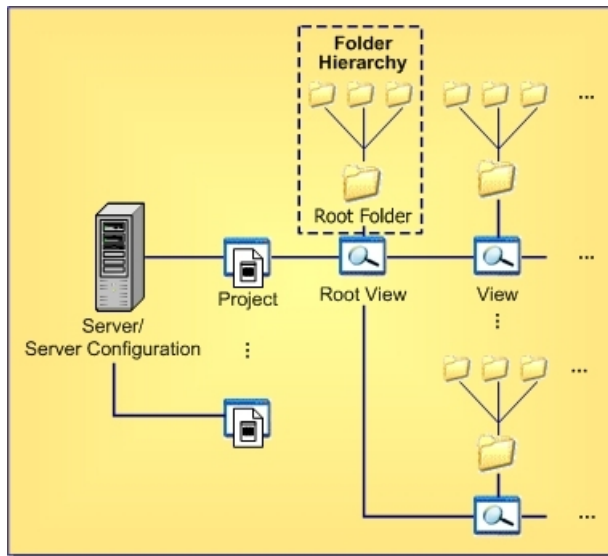 Folder
Hierarchy
...
Root Folder
...
Project
Root View
View
Server/
Server Configuration
...
...
...
...